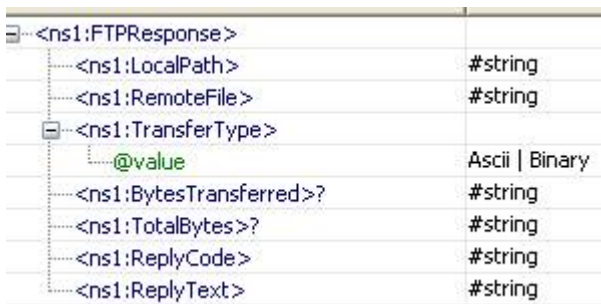 <ns1:FTPResponse>
<ns1:LocalPath> #string
<ns1:RemoteFile> #string
<ns1:TransferType>
@value Ascii | Binary
<ns1:BytesTransferred>? #string
<ns1:TotalBytes>? #string
<ns1:ReplyCode> #string
<ns1:ReplyText> #string